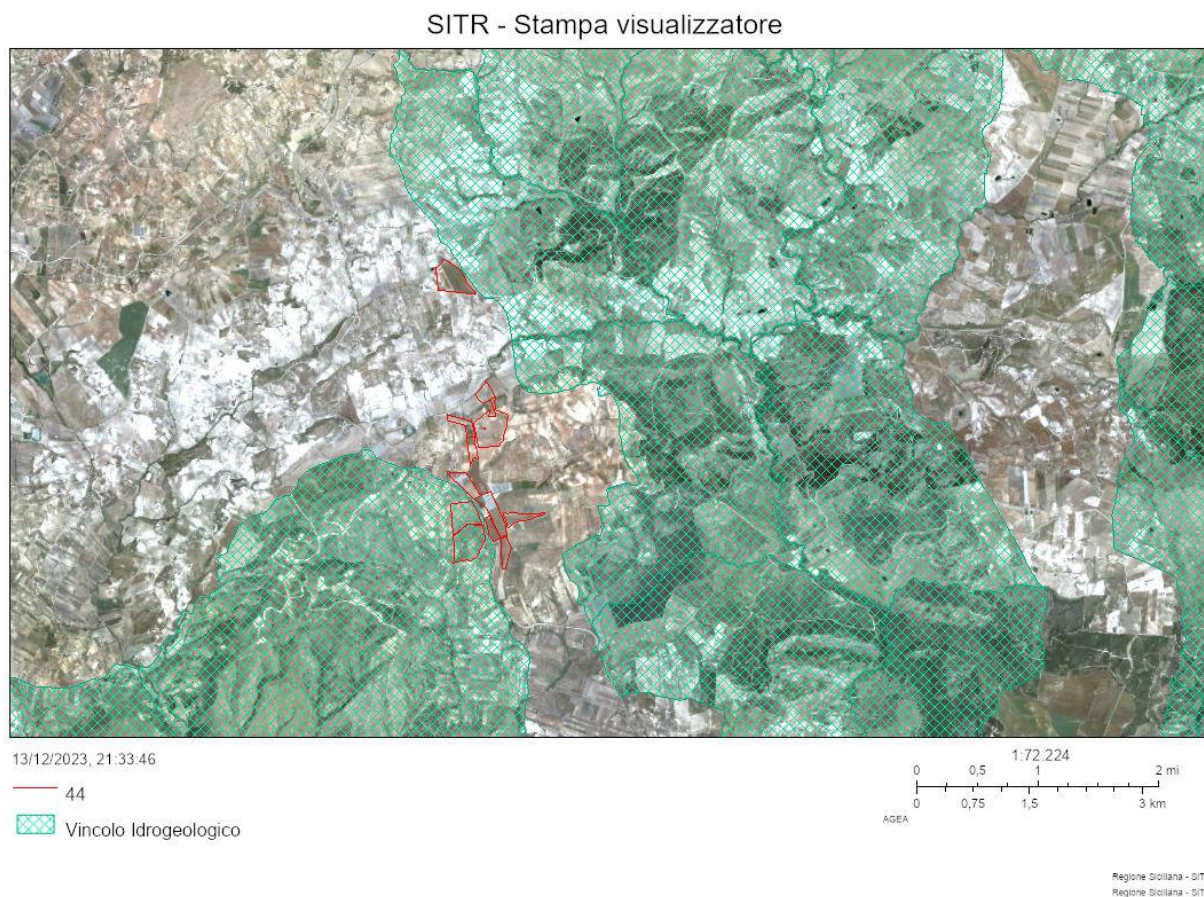 SITR - Stampa visualizzatore
13/12/2023, 21:33:46
44
Vincolo Idrogeologico
1:72.224
0 0,5 1 2 mi
0 0,75 1,5 3 km
AGEA
Regione Siciliana - SIT
Regione Siciliana - SIT